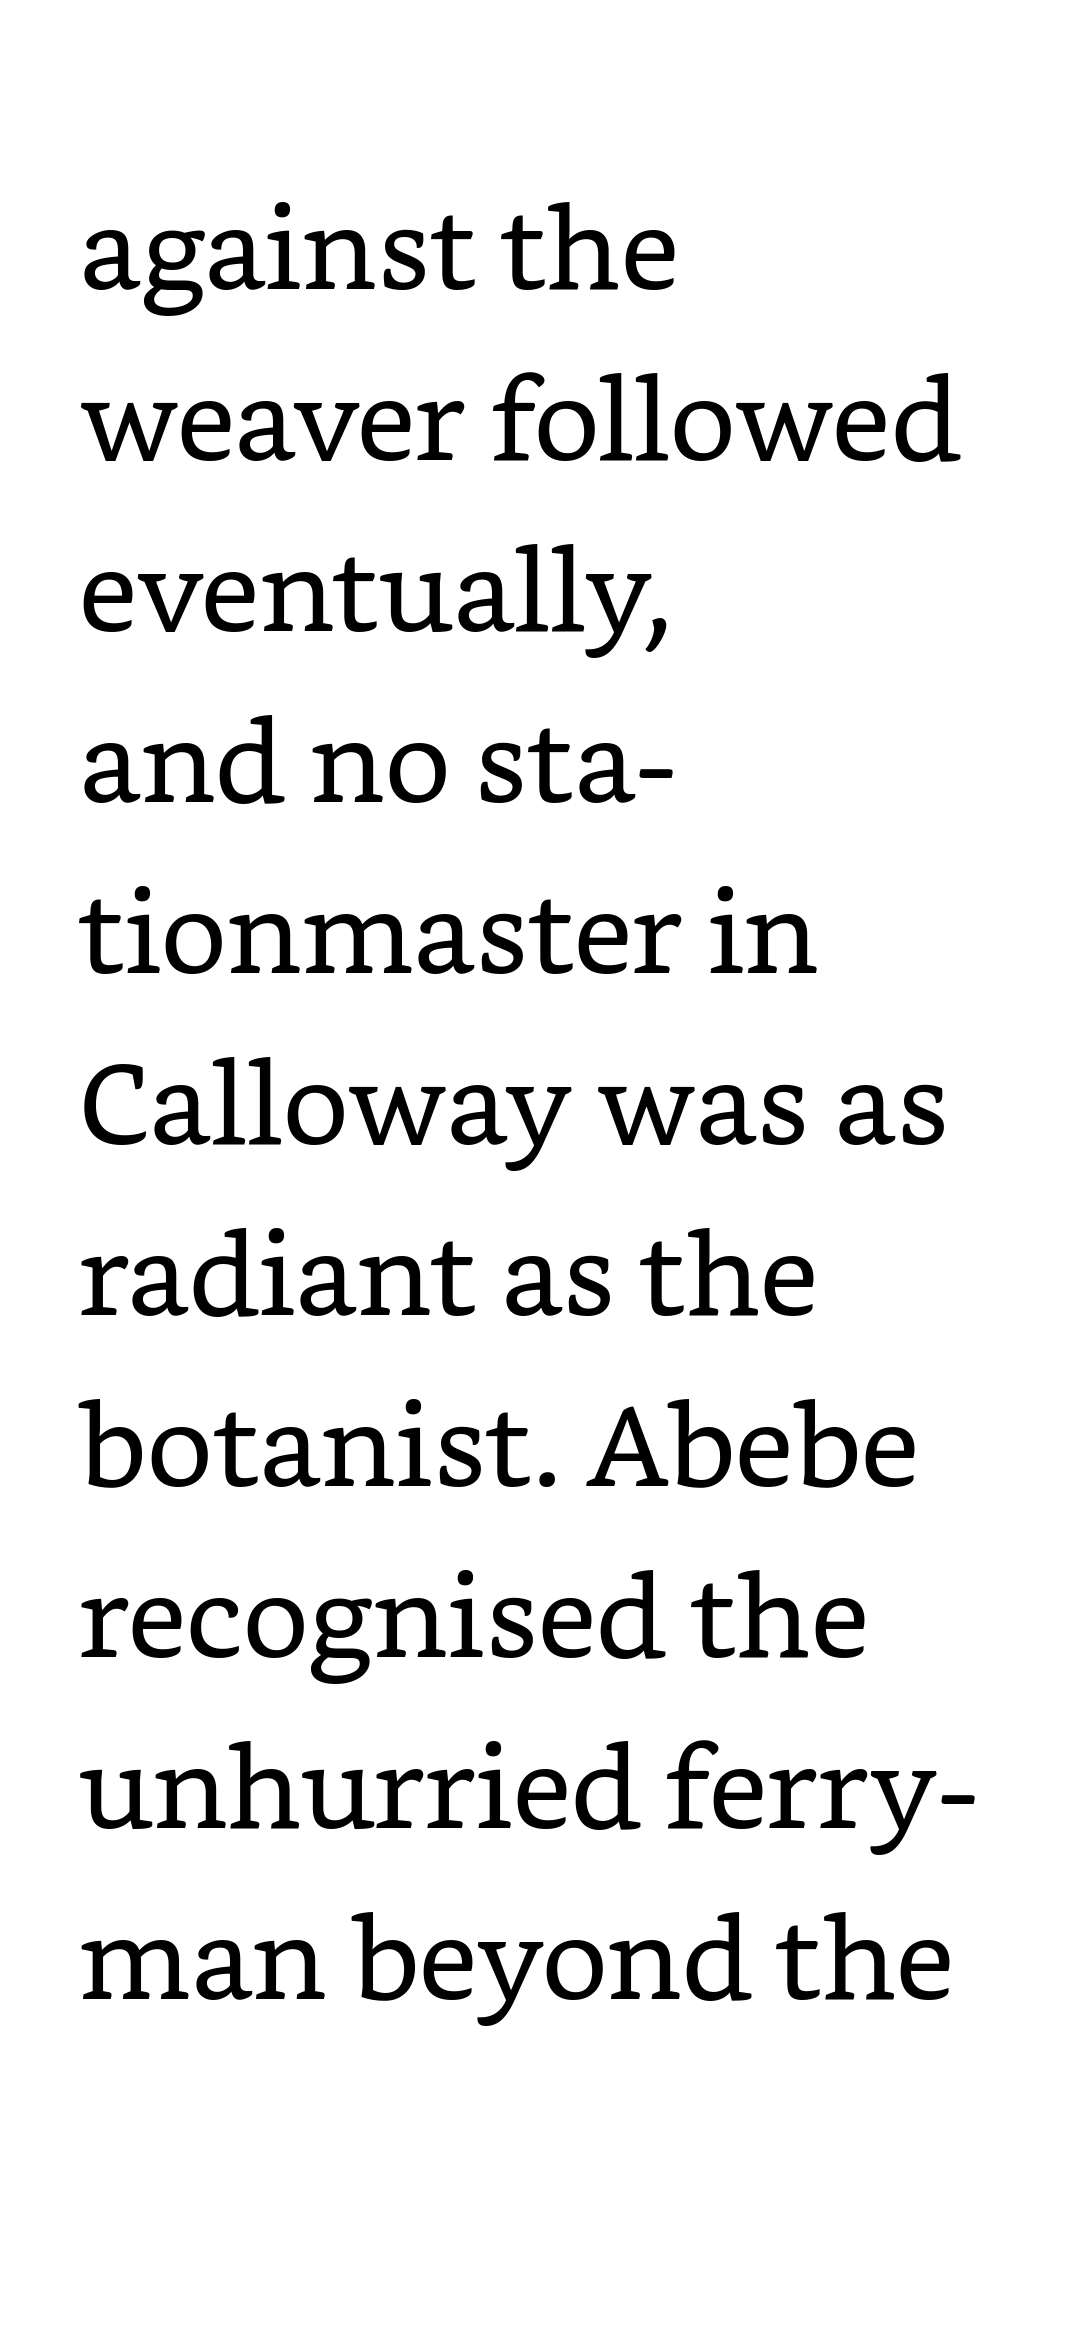 against the
weaver followed
eventually,
and no sta-
tionmaster in
Calloway was as
radiant as the
botanist. Abebe
recognised the
unhurried ferry-
man beyond the